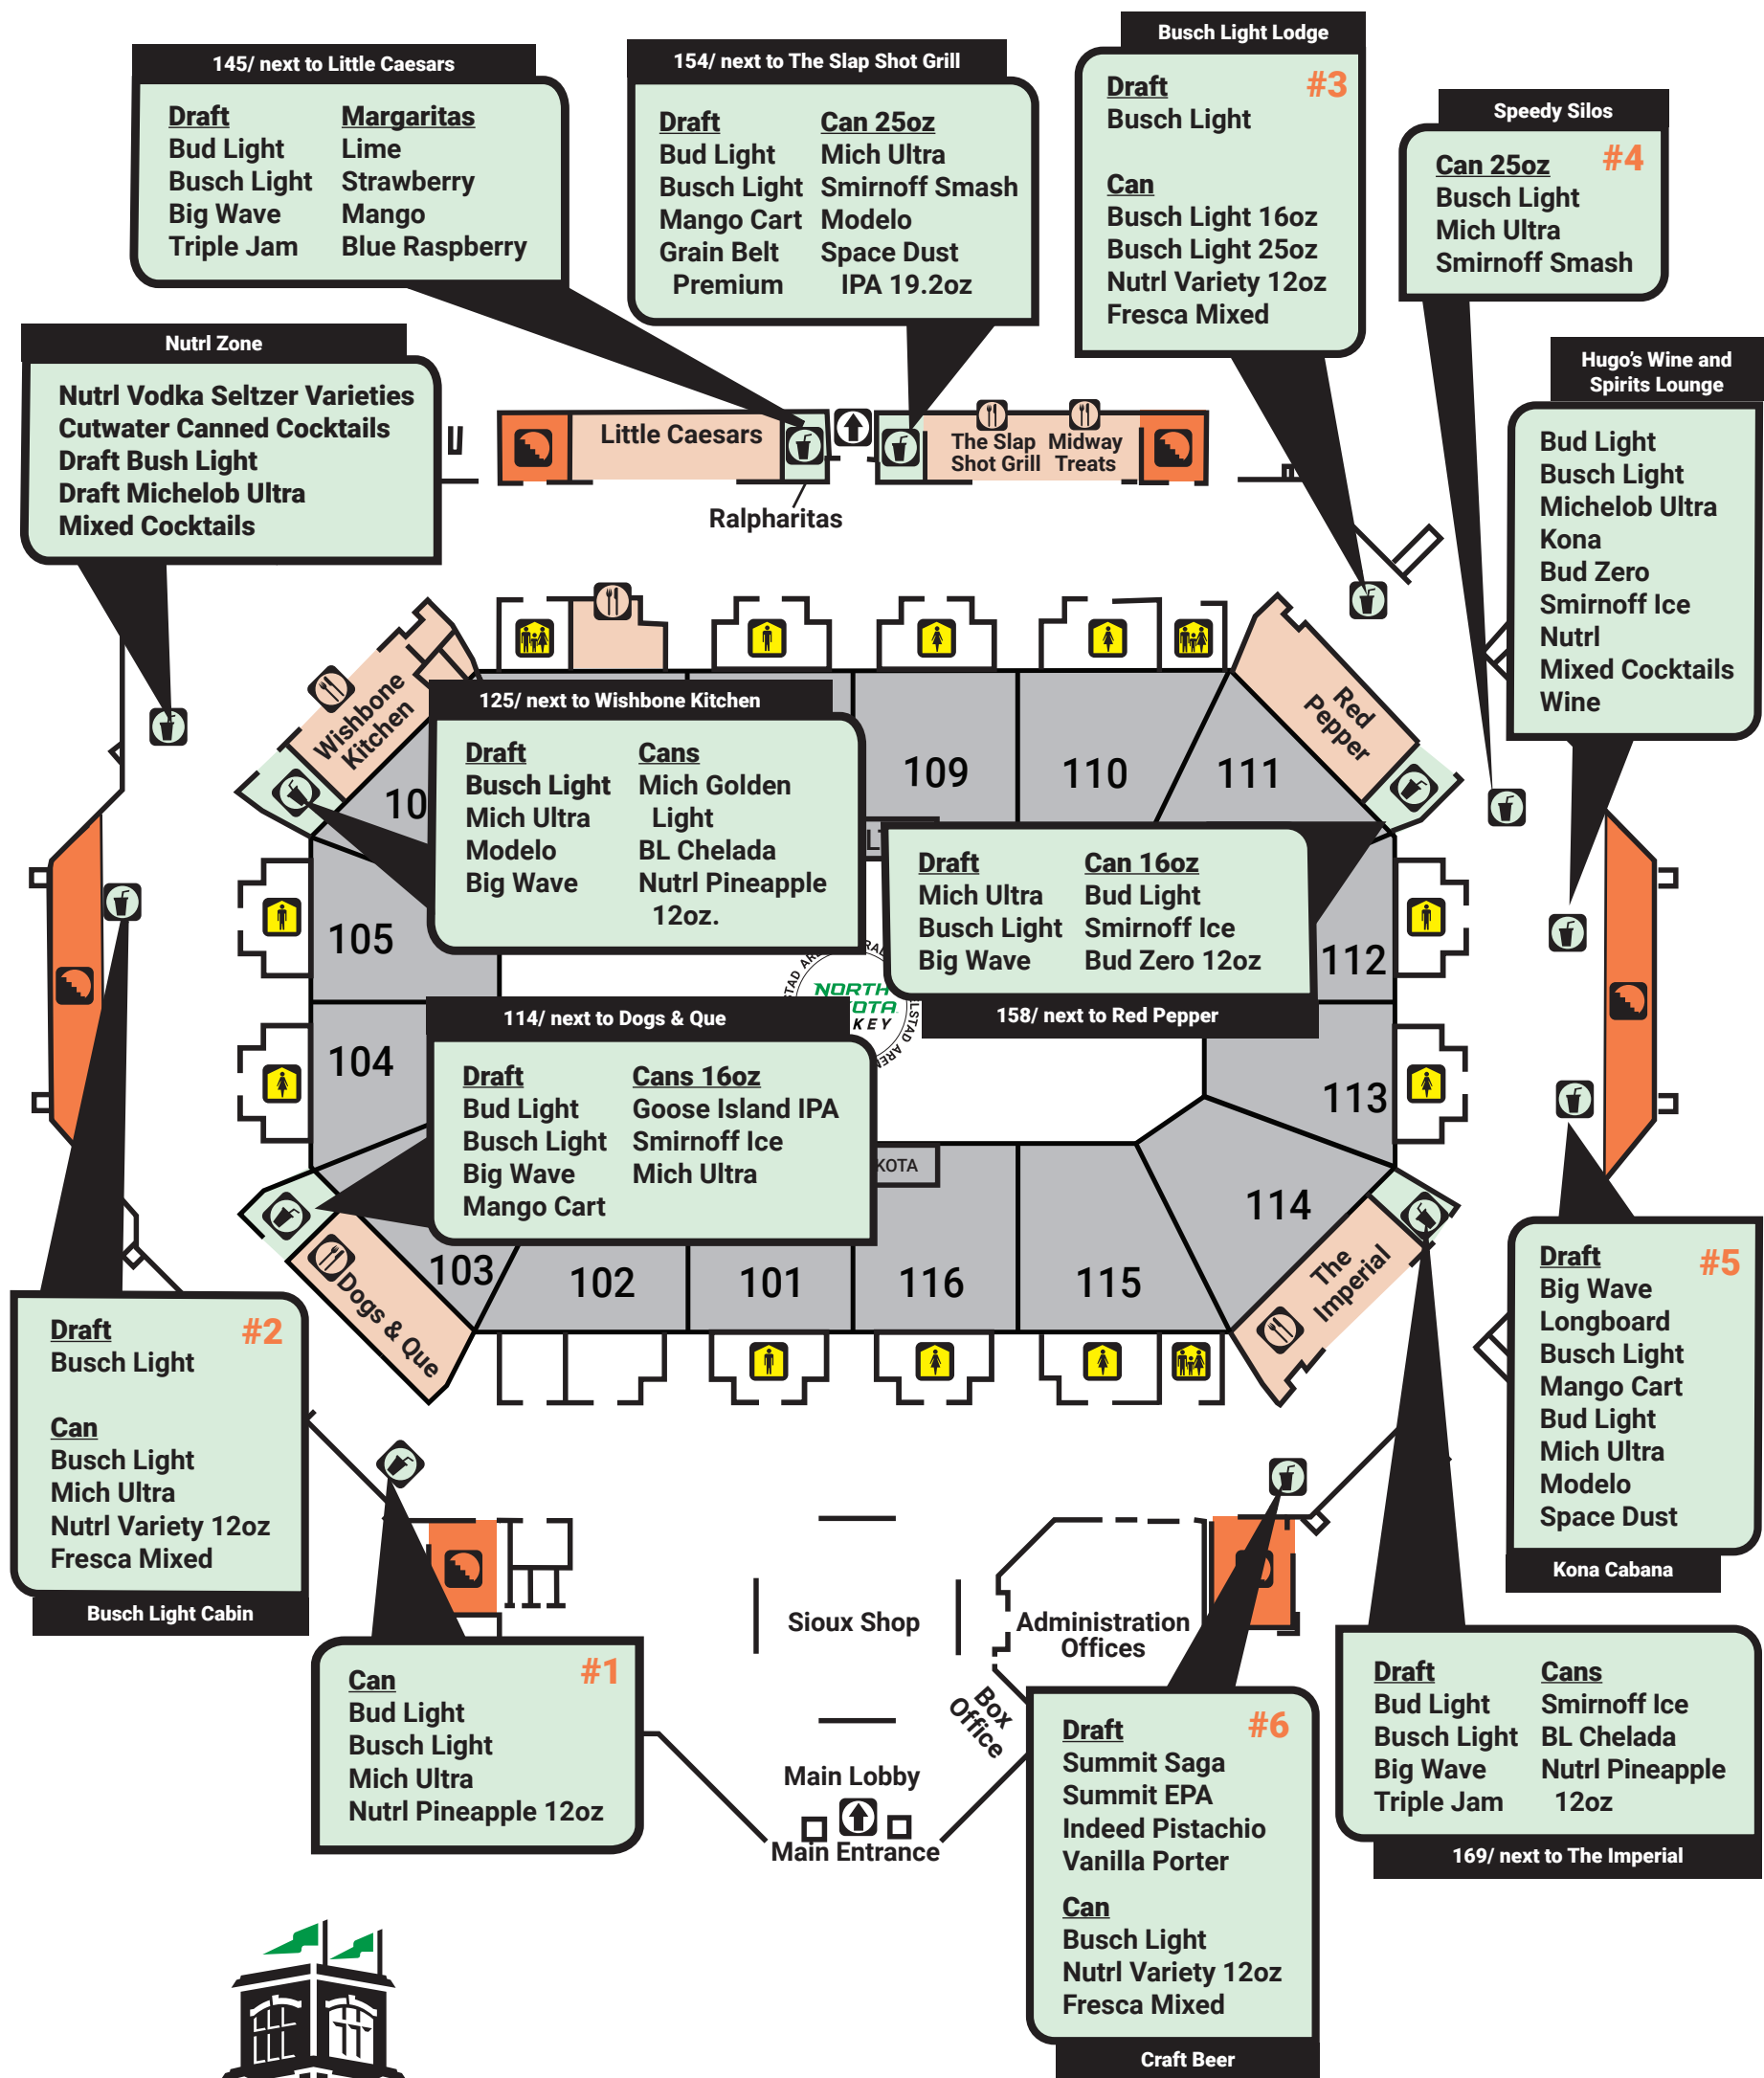 Busch Light Lodge
Draft
#3
Busch Light
Can
Busch Light 16oz
Busch Light 25oz
Nutrl Variety 12oz
Fresca Mixed
145/ next to Little Caesars
Draft
Bud Light
Busch Light
Big Wave
Triple Jam
Margaritas
Lime
Strawberry
Mango
Blue Raspberry
154/ next to The Slap Shot Grill
Draft
Bud Light
Busch Light
Mango Cart
Grain Belt
Premium
Can 25oz
Mich Ultra
Smirnoff Smash
Modelo
Space Dust
IPA 19.2oz
Speedy Silos
Can 25oz
#4
Busch Light
Mich Ultra
Smirnoff Smash
Nutrl Zone
Nutrl Vodka Seltzer Varieties
Cutwater Canned Cocktails
Draft Bush Light
Draft Michelob Ultra
Mixed Cocktails
Hugo's Wine and
Spirits Lounge
Bud Light
Busch Light
Michelob Ultra
Kona
Bud Zero
Smirnoff Ice
Nutrl
Mixed Cocktails
Wine
Little Caesars
The Slap
Shot Grill
Midway
Treats
Ralpharitas
Wishbone
Kitchen
Red
Pepper
125/ next to Wishbone Kitchen
Draft
Busch Light
Mich Ultra
Modelo
Big Wave
Cans
Mich Golden
Light
BL Chelada
Nutrl Pineapple
12oz.
10
109
110
111
Draft
Mich Ultra
Busch Light
Big Wave
Can 16oz
Bud Light
Smirnoff Ice
Bud Zero 12oz
158/ next to Red Pepper
105
112
NORTH
OTA
KEY
104
113
114/ next to Dogs & Que
Draft
Bud Light
Busch Light
Big Wave
Mango Cart
Cans 16oz
Goose Island IPA
Smirnoff Ice
Mich Ultra
KOTA
114
103
102
101
116
115
Dogs & Que
The
Imperial
Draft
#2
Busch Light
Can
Busch Light
Mich Ultra
Nutrl Variety 12oz
Fresca Mixed
Busch Light Cabin
Draft
#5
Big Wave
Longboard
Busch Light
Mango Cart
Bud Light
Mich Ultra
Modelo
Space Dust
Kona Cabana
Sioux Shop
Administration
Offices
Box
Office
Can
#1
Bud Light
Busch Light
Mich Ultra
Nutrl Pineapple 12oz
Main Lobby
Main Entrance
Draft
#6
Summit Saga
Summit EPA
Indeed Pistachio
Vanilla Porter
Can
Busch Light
Nutrl Variety 12oz
Fresca Mixed
Craft Beer
Draft
Bud Light
Busch Light
Big Wave
Triple Jam
Cans
Smirnoff Ice
BL Chelada
Nutrl Pineapple
12oz
169/ next to The Imperial